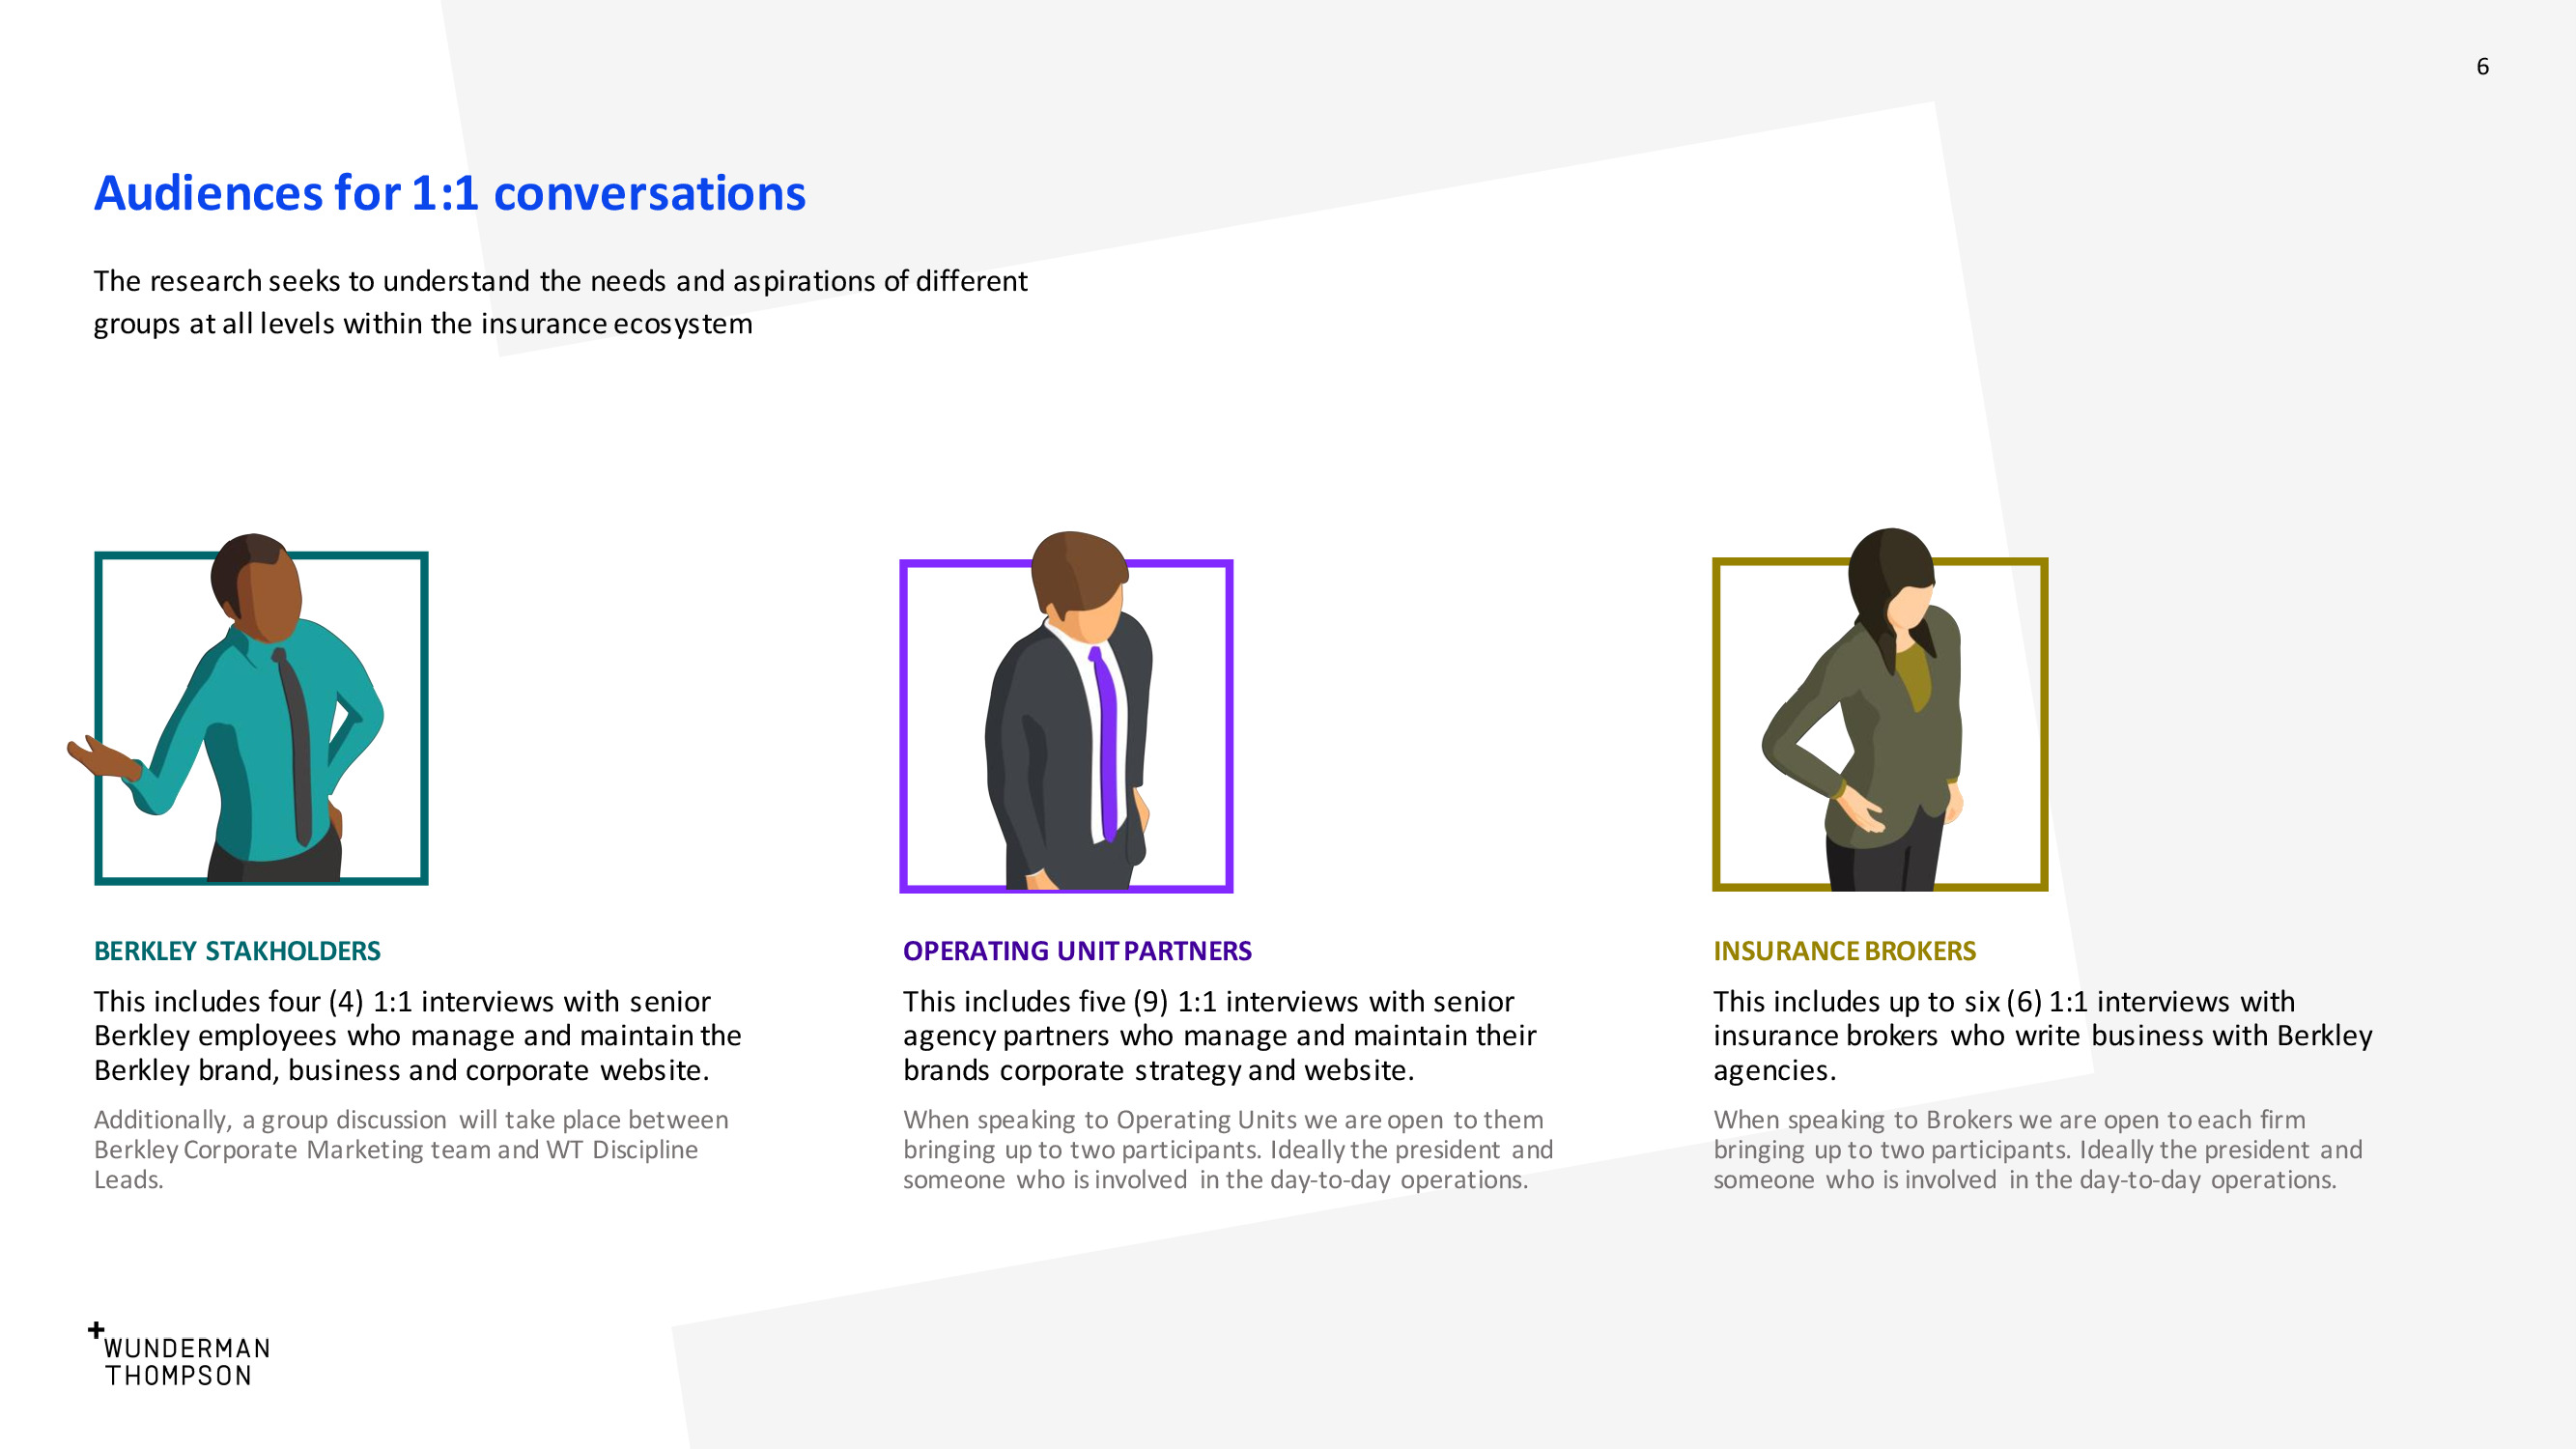 6
Audiences for 1:1 conversations
The research seeks to understand the needs and aspirations of different
groups at all levels within the insurance ecosystem
BERKLEY STAKHOLDERS
This includes four (4) 1:1 interviews with senior
Berkley employees who manage and maintain the
Berkley brand, business and corporate website.
Additionally, a group discussion will take place between
Berkley Corporate Marketing team and WT Discipline
Leads.
OPERATING UNIT PARTNERS
This includes five (9) 1:1 interviews with senior
agency partners who manage and maintain their
brands corporate strategy and website.
When speaking to Operating Units we are open to them
bringing up to two participants. Ideally the president and
someone who is involved in the day-to-day operations.
INSURANCE BROKERS
This includes up to six (6) 1:1 interviews with
insurance brokers who write business with Berkley
agencies.
When speaking to Brokers we are open to each firm
bringing up to two participants. Ideally the president and
someone who is involved in the day-to-day operations.
+
WUNDERMAN
THOMPSON